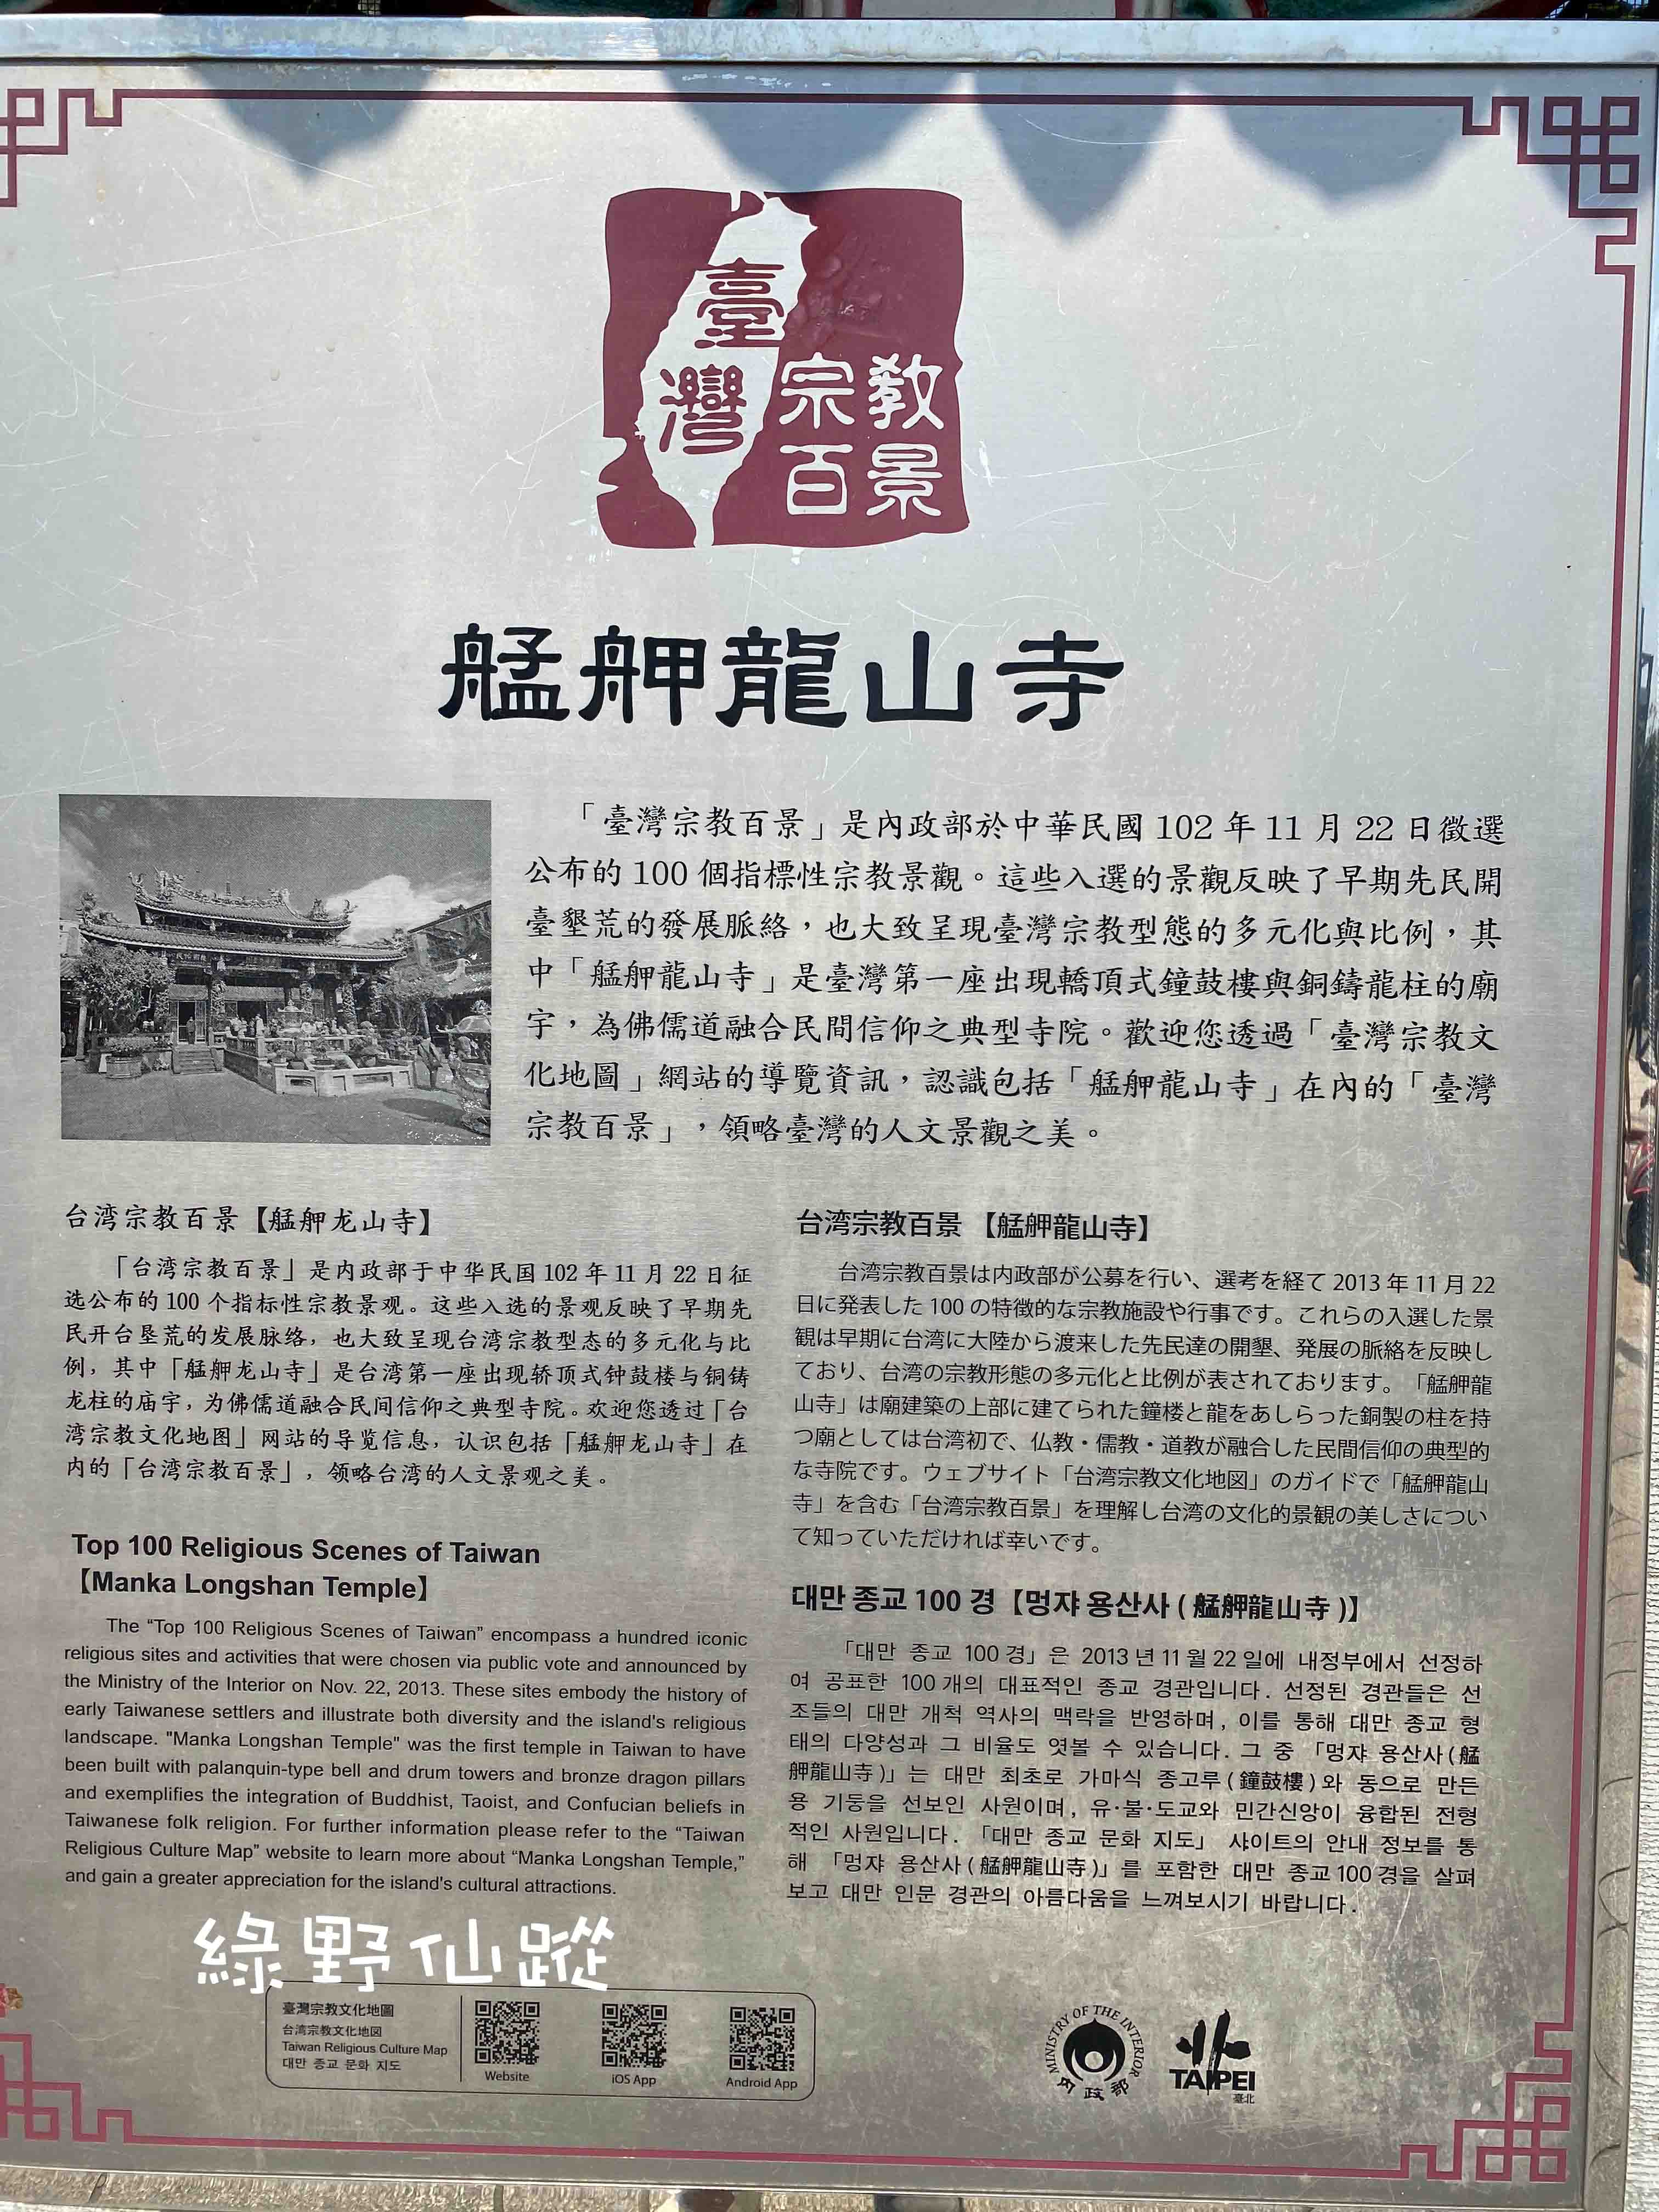 臺灣
宗教
百景
艋舺龍山寺
「臺灣宗教百景」是內政部於中華民國 102 年 11 月 22 日徵選
公布的 100 個指標性宗教景觀。這些入選的景觀反映了早期先民開
臺墾荒的發展脈絡，也大致呈現臺灣宗教型態的多元化與比例，其
中「艋舺龍山寺」是臺灣第一座出現轎頂式鐘鼓樓與銅鑄龍柱的廟
宇，為佛儒道融合民間信仰之典型寺院。歡迎您透過「臺灣宗教文
化地圖」網站的導覽資訊，認識包括「艋舺龍山寺」在內的「臺灣
宗教百景」，領略臺灣的人文景觀之美。
台湾宗教百景【艋舺龙山寺】
「台湾宗教百景」是内政部于中华民国 102 年 11 月 22 日征
选公布的 100 个指标性宗教景观。这些入选的景观反映了早期先
民开台垦荒的发展脉络，也大致呈现台湾宗教型态的多元化与比
例，其中「艋舺龙山寺」是台湾第一座出现轿顶式钟鼓楼与铜铸
龙柱的庙宇，为佛儒道融合民间信仰之典型寺院。欢迎您透过「台
湾宗教文化地图」网站的导览信息，认识包括「艋舺龙山寺」在
内的「台湾宗教百景」，领略台湾的人文景观之美。
Top 100 Religious Scenes of Taiwan
【Manka Longshan Temple】
The “Top 100 Religious Scenes of Taiwan” encompass a hundred iconic
religious sites and activities that were chosen via public vote and announced by
the Ministry of the Interior on Nov. 22, 2013. These sites embody the history of
early Taiwanese settlers and illustrate both diversity and the island's religious
landscape. "Manka Longshan Temple" was the first temple in Taiwan to have
been built with palanquin-type bell and drum towers and bronze dragon pillars
and exemplifies the integration of Buddhist, Taoist, and Confucian beliefs in
Taiwanese folk religion. For further information please refer to the “Taiwan
Religious Culture Map” website to learn more about “Manka Longshan Temple,”
and gain a greater appreciation for the island's cultural attractions.
台湾宗教百景 【艋舺龍山寺】
台湾宗教百景は内政部が公募を行い、選考を経て 2013 年 11 月 22
日に発表した 100 の特徴的な宗教施設や行事です。これらの入選した景
観は早期に台湾に大陸から渡来した先民達の開墾、発展の脈絡を反映し
ており、台湾の宗教形態の多元化と比例が表されております。「艋舺龍
山寺」は廟建築の上部に建てられた鐘楼と龍をあしらった銅製の柱を持
つ廟としては台湾初で、仏教・儒教・道教が融合した民間信仰の典型的
な寺院です。ウェブサイト「台湾宗教文化地図」のガイドで「艋舺龍山
寺」を含む「台湾宗教百景」を理解し台湾の文化的景観の美しさについ
て知っていただければ幸いです。
대만 종교 100 경【멍쟈 용산사 ( 艋舺龍山寺 )】
「대만 종교 100 경」은 2013 년 11 월 22 일에 내정부에서 선정하
여 공표한 100 개의 대표적인 종교 경관입니다. 선정된 경관들은 선
조들의 대만 개척 역사의 맥락을 반영하며, 이를 통해 대만 종교 형
태의 다양성과 그 비율도 엿볼 수 있습니다. 그 중 「멍쟈 용산사 ( 艋
舺龍山寺 )」는 대만 최초로 가마식 종고루 ( 鐘鼓樓 ) 와 동으로 만든
용 기둥을 선보인 사원이며, 유·불·도교와 민간신앙이 융합된 전형
적인 사원입니다. 「대만 종교 문화 지도」 사이트의 안내 정보를 통
해 「멍쟈 용산사 ( 艋舺龍山寺 )」를 포함한 대만 종교 100 경을 살펴
보고 대만 인문 경관의 아름다움을 느껴보시기 바랍니다.
綠野仙蹤
臺灣宗教文化地圖
台湾宗教文化地図
Taiwan Religious Culture Map
대만 종교 문화 지도
Website
iOS App
Android App
MINISTRY OF THE INTERIOR
內政部
TAIPEI
臺北